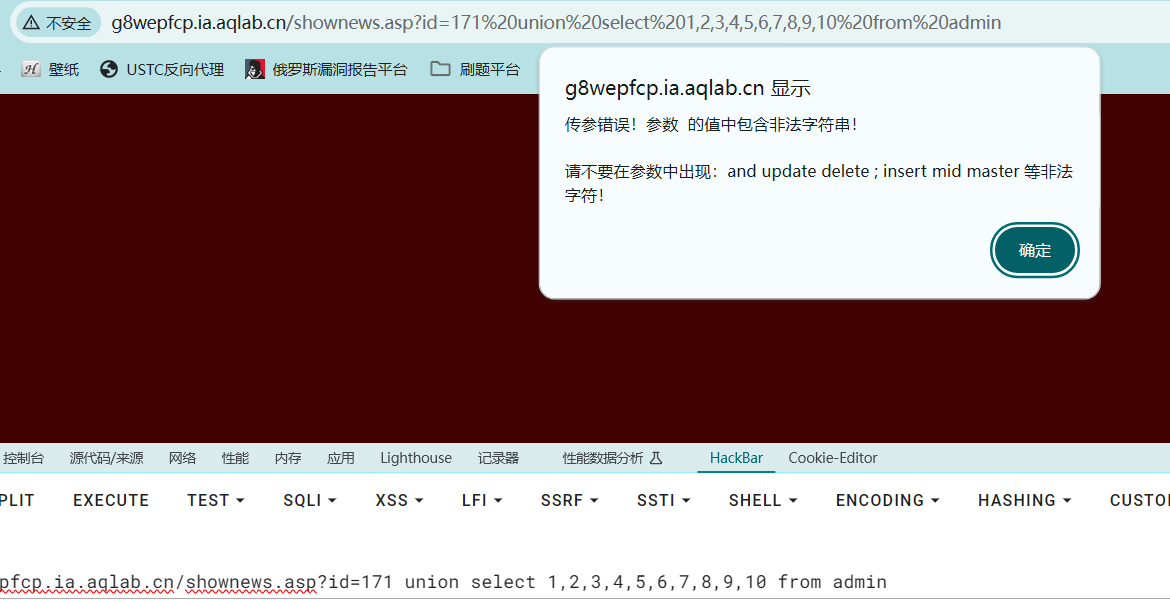 不安全 g8wepfcp.ia.aqlab.cn/shownews.asp?id=171%20union%20select%201,2,3,4,5,6,7,8,9,10%20from%20admin
壁纸 USTC反向代理 俄罗斯漏洞报告平台 刷题平台
g8wepfcp.ia.aqlab.cn 显示
传参错误！参数 的值中包含非法字符串！
请不要在参数中出现：and update delete ; insert mid master 等非法
字符！
确定
控制台 源代码/来源 网络 性能 内存 应用 Lighthouse 记录器 性能数据分析 HackBar Cookie-Editor
PLIT EXECUTE TEST SQLI XSS LFI SSRF SSTI SHELL ENCODING HASHING CUSTO
pfcp.ia.aqlab.cn/shownews.asp?id=171 union select 1,2,3,4,5,6,7,8,9,10 from admin